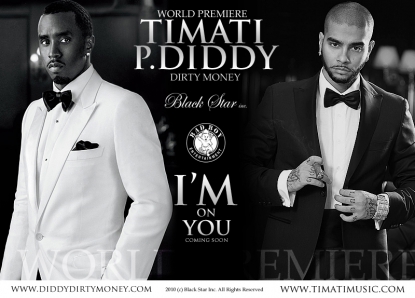 WORLD PREMIERE
TIMATI
P.DIDDY
DIRTY MONEY
Black Star inc.
BAD BOY
entertainment
I'M
ON
YOU
COMING SOON
WORLD PREMIERE
WWW.DIDDYDIRTYMONEY.COM
2010 (c) Black Star Inc. All Rights Reserved
WWW.TIMATIMUSIC.COM